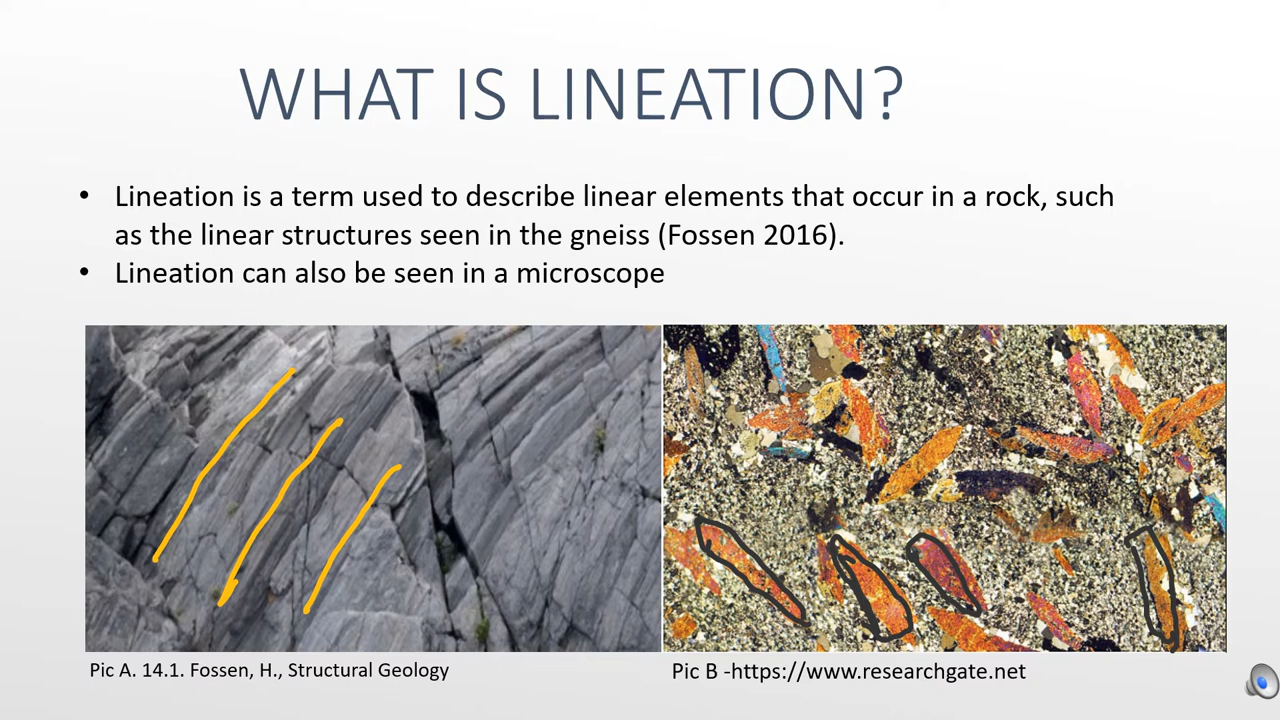 WHAT IS LINEATION?
• Lineation is a term used to describe linear elements that occur in a rock, such
as the linear structures seen in the gneiss (Fossen 2016).
• Lineation can also be seen in a microscope
Pic A. 14.1. Fossen, H., Structural Geology
Pic B -https://www.researchgate.net